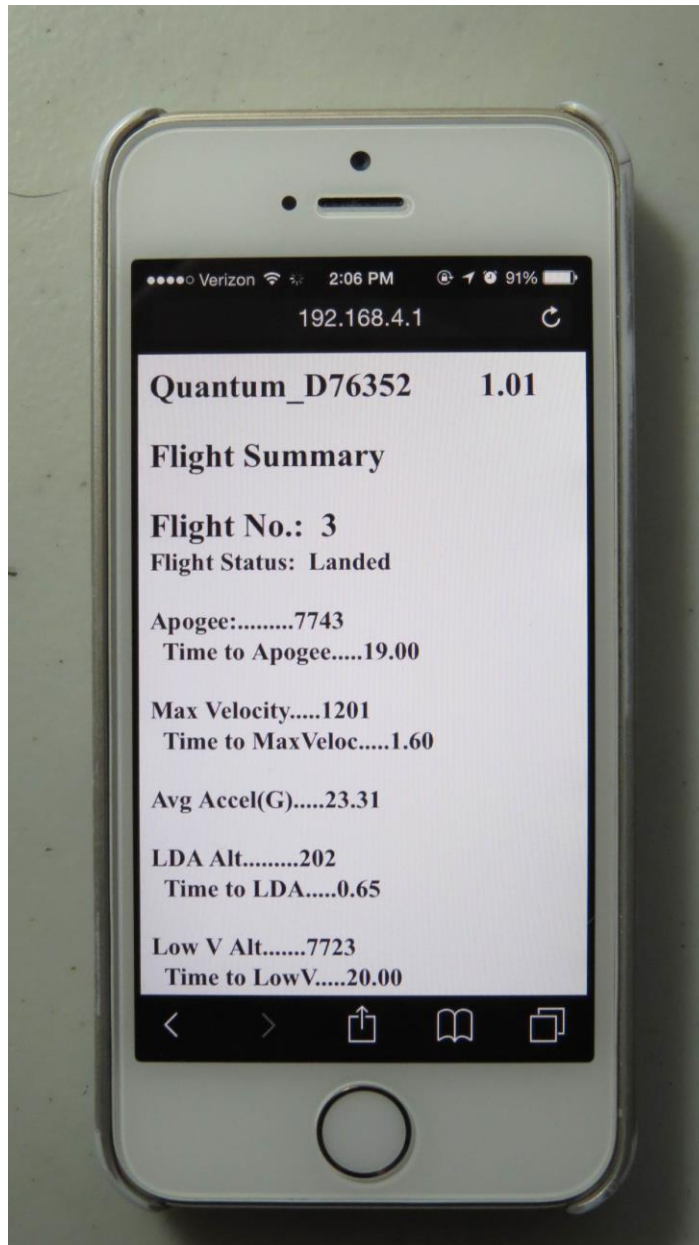 ●●●●○ Verizon 2:06 PM 91%
192.168.4.1
Quantum_D76352 1.01
Flight Summary
Flight No.: 3
Flight Status: Landed
Apogee:.........7743
Time to Apogee.....19.00
Max Velocity.....1201
Time to MaxVeloc.....1.60
Avg Accel(G).....23.31
LDA Alt.........202
Time to LDA.....0.65
Low V Alt.......7723
Time to LowV.....20.00